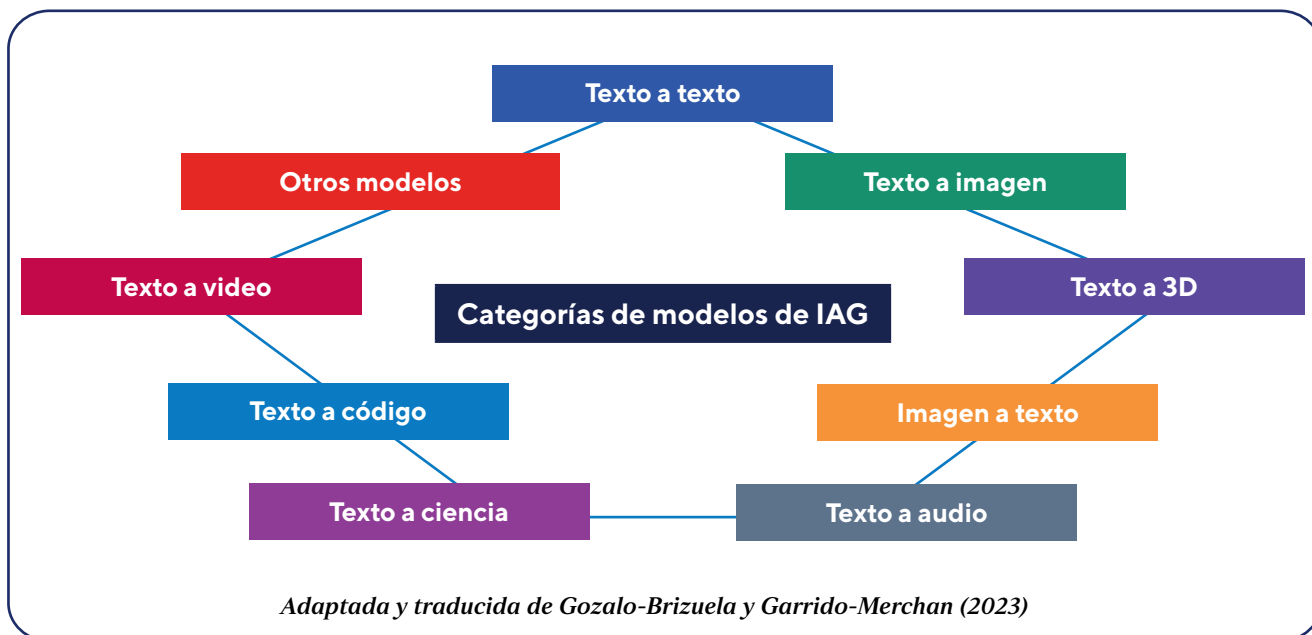 Texto a texto
Otros modelos
Texto a imagen
Texto a video
Texto a 3D
Categorías de modelos de IAG
Texto a código
Imagen a texto
Texto a ciencia
Texto a audio
Adaptada y traducida de Gozalo-Brizuela y Garrido-Merchan (2023)